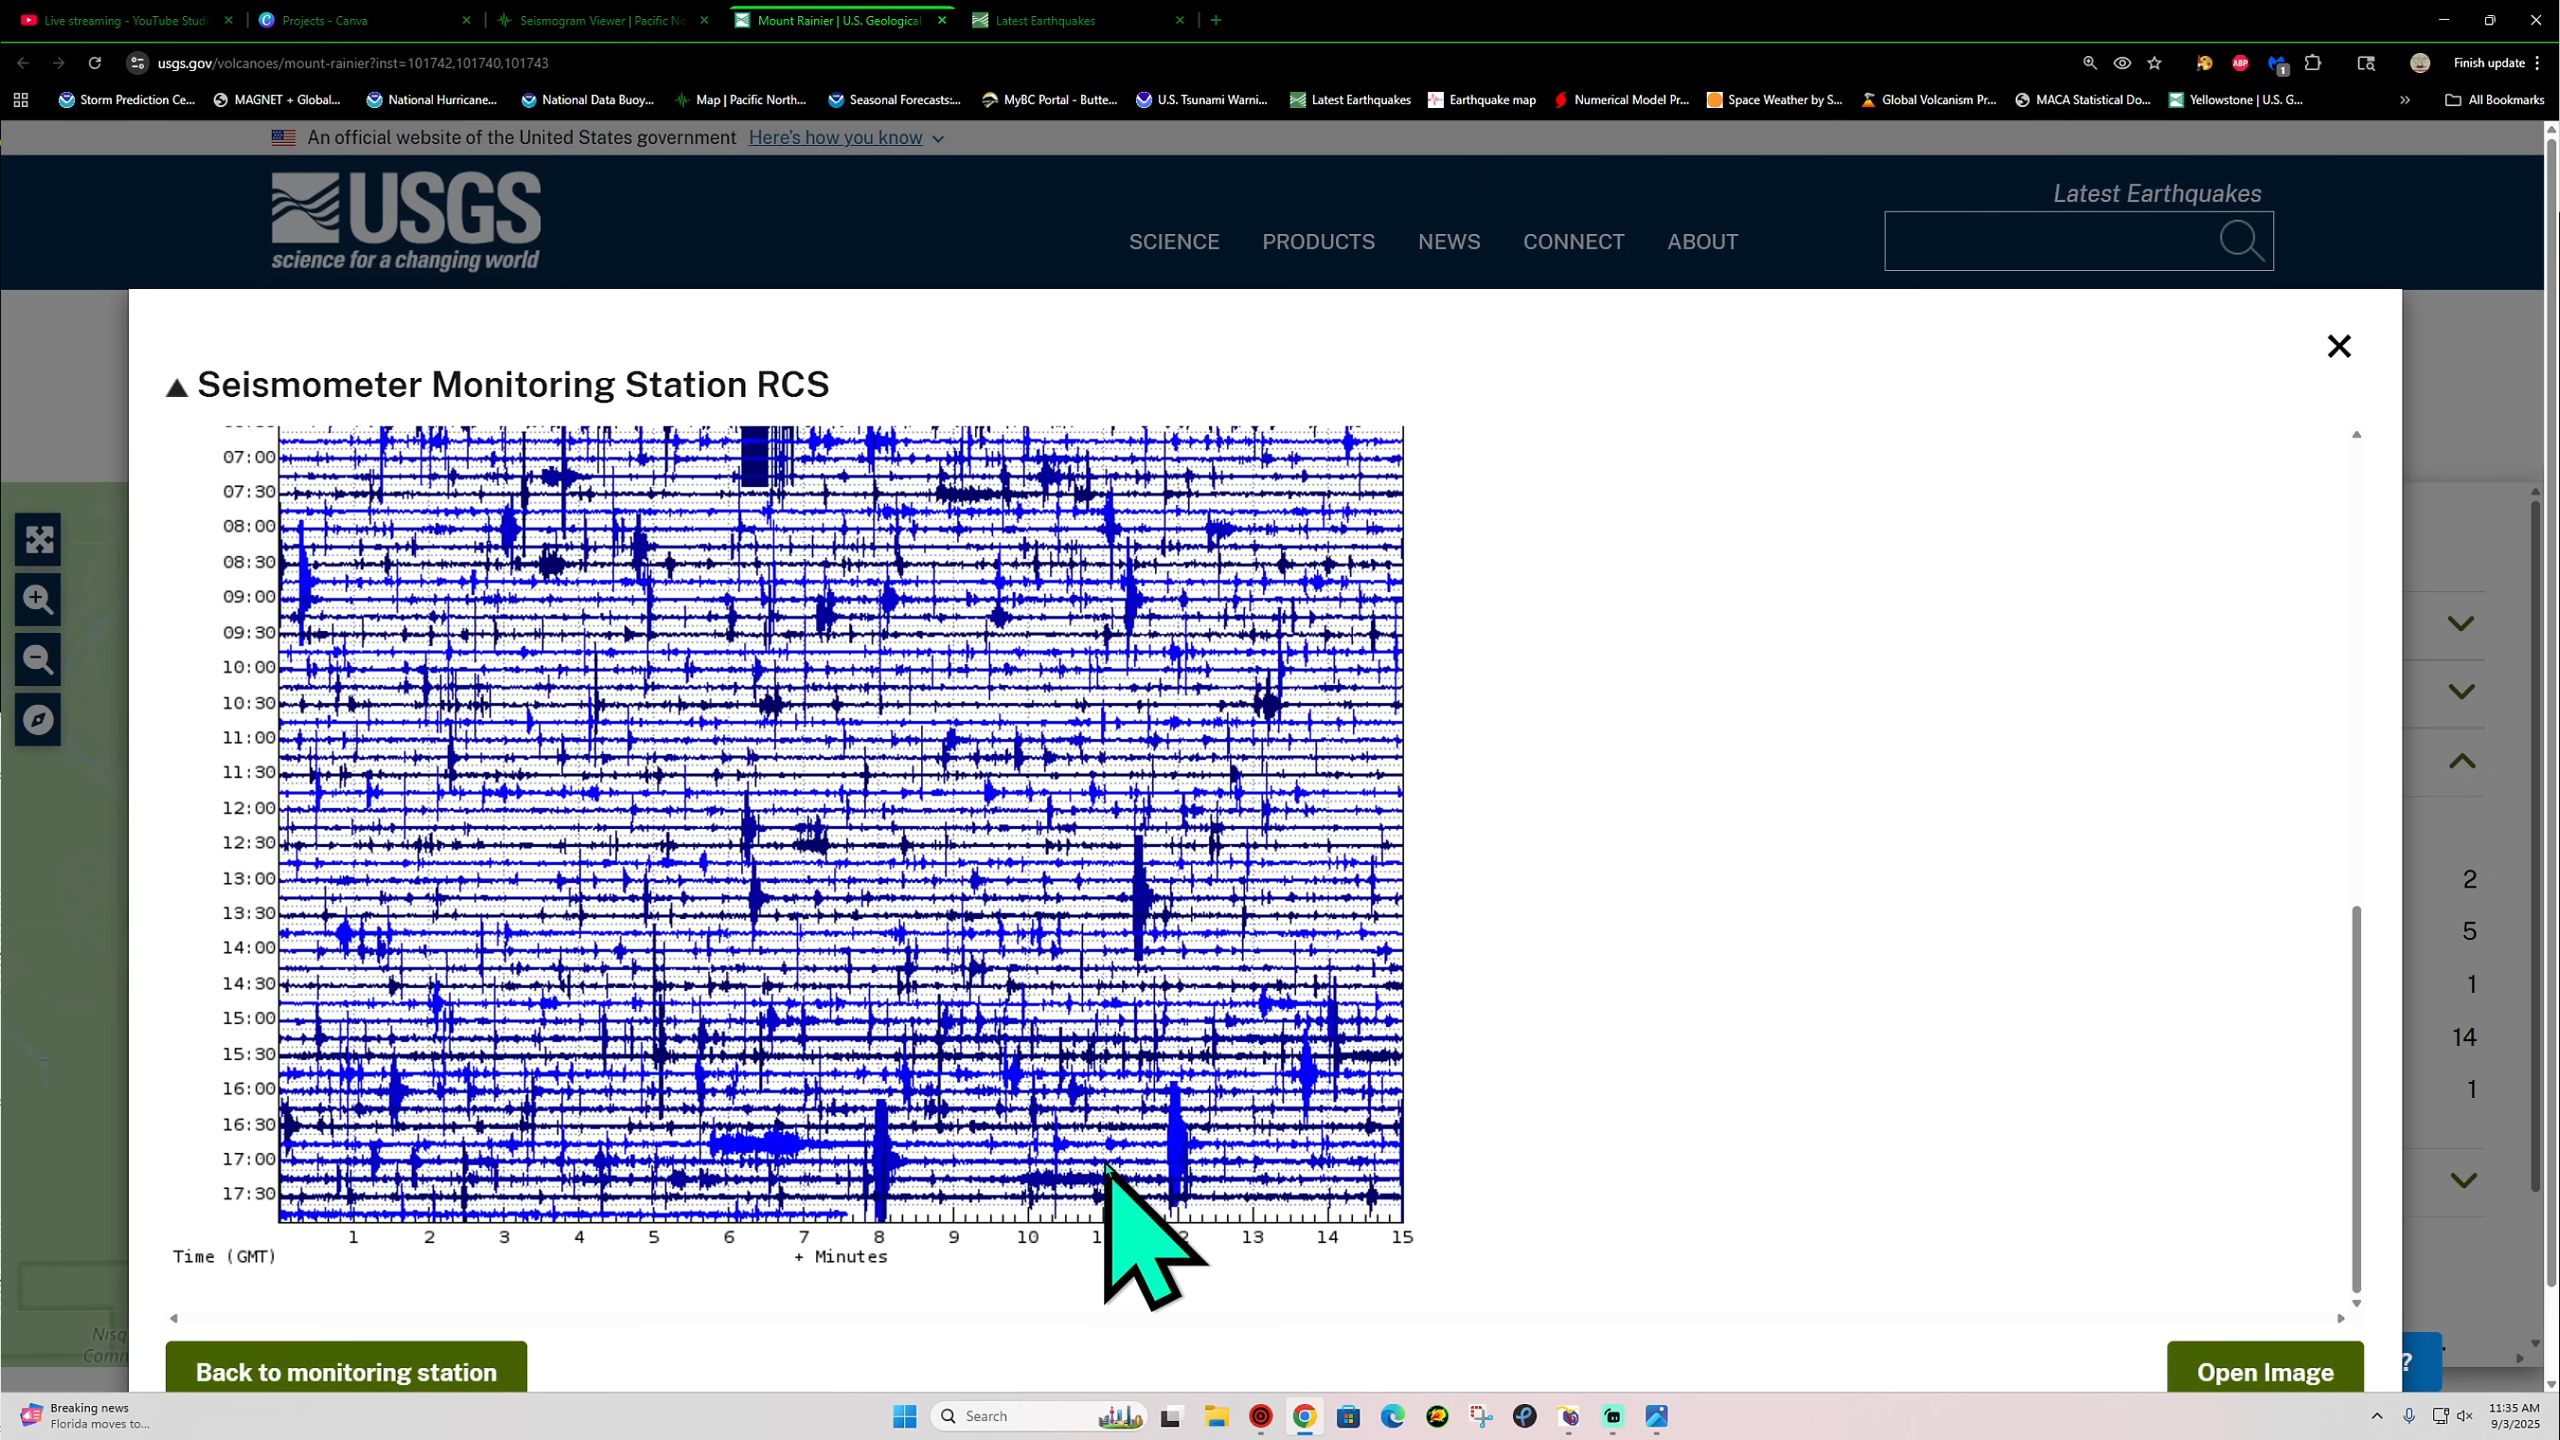 Live streaming - YouTube Studi
Projects - Canva
Seismogram Viewer | Pacific No
Mount Rainier | U.S. Geological
Latest Earthquakes
usgs.gov/volcanoes/mount-rainier?inst=101742,101740,101743
ABP
1
Finish update
Storm Prediction Ce...
MAGNET + Global...
National Hurricane...
National Data Buoy...
Map | Pacific North...
Seasonal Forecasts:...
MyBC Portal - Butte...
U.S. Tsunami Warni...
Latest Earthquakes
Earthquake map
Numerical Model Pr...
Space Weather by S...
Global Volcanism Pr...
MACA Statistical Do...
Yellowstone | U.S. G...
All Bookmarks
An official website of the United States government Here's how you know
USGS
science for a changing world
SCIENCE
PRODUCTS
NEWS
CONNECT
ABOUT
Latest Earthquakes
Seismometer Monitoring Station RCS
07:00
07:30
08:00
08:30
09:00
09:30
10:00
10:30
11:00
11:30
12:00
12:30
13:00
13:30
14:00
14:30
15:00
15:30
16:00
16:30
17:00
17:30
1 2 3 4 5 6 7 8 9 10 13 14 15
Time (GMT)
+ Minutes
2
5
1
14
1
Nisq
Comm
Back to monitoring station
Open Image
?
Breaking news
Florida moves to...
Search
11:35 AM
9/3/2025